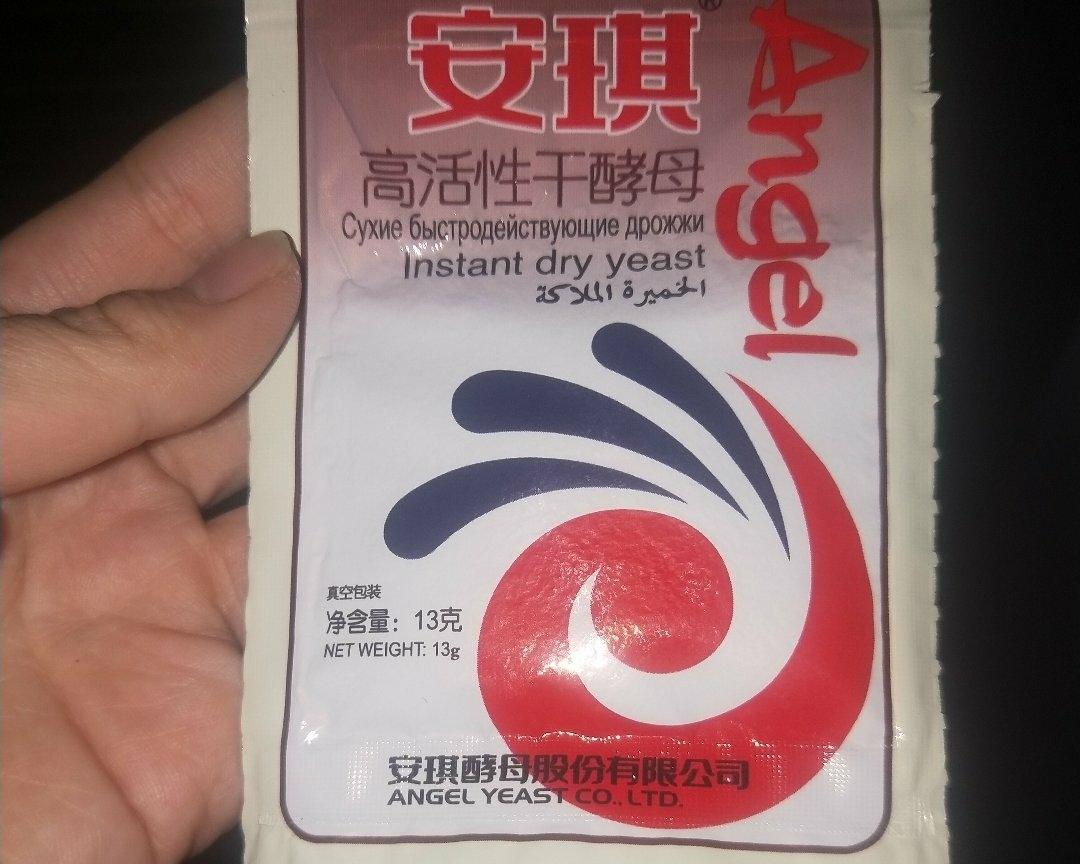 安琪®
Angel
高活性干酵母
Сухие быстродействующие дрожжи
Instant dry yeast
الخميرة الملاكة
真空包装
净含量：13克
NET WEIGHT: 13g
安琪酵母股份有限公司
ANGEL YEAST CO., LTD.